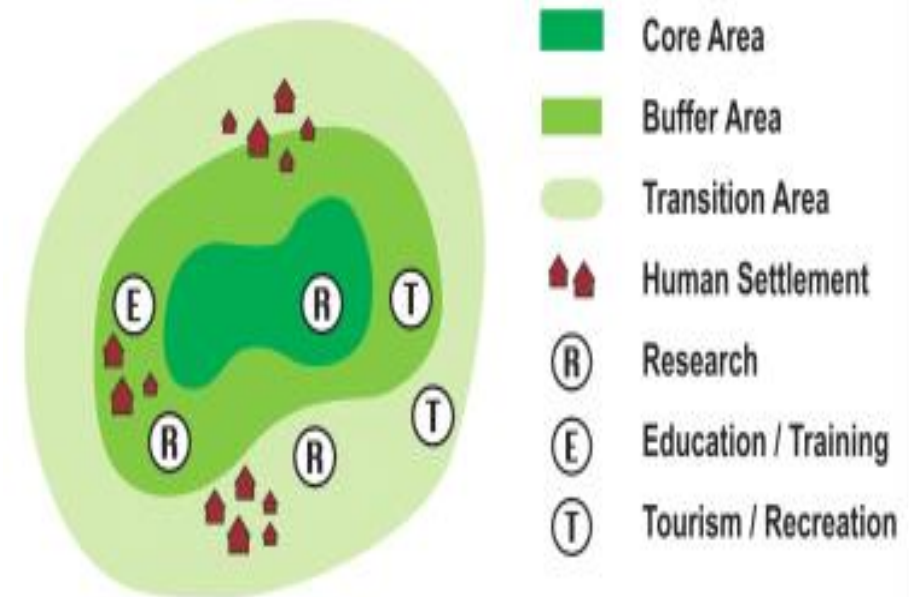 Core Area
Buffer Area
Transition Area
Human Settlement
E
R
T
R
Research
R
T
R
E
Education / Training
T
Tourism / Recreation